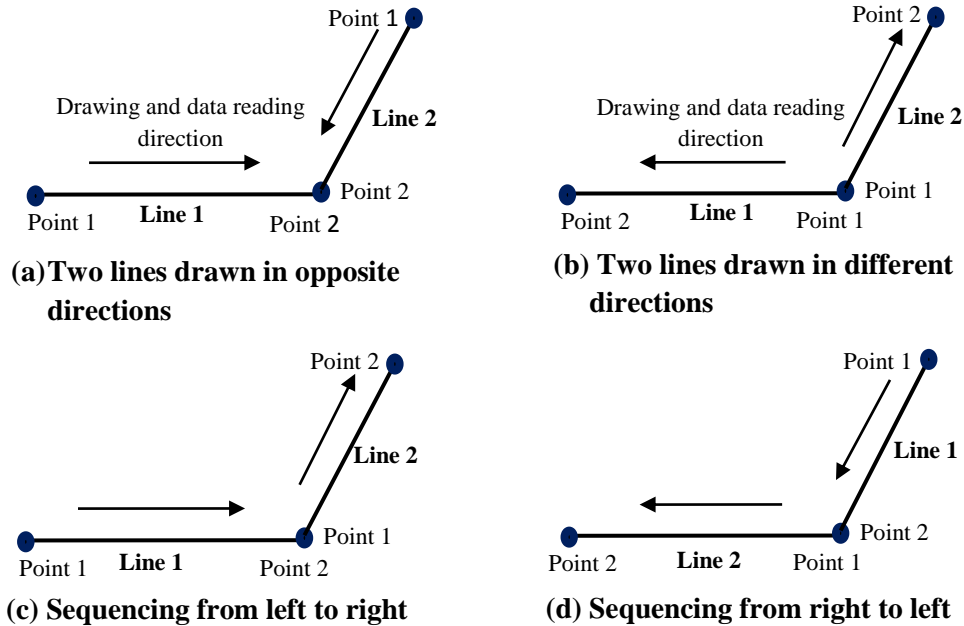 Point 1
Drawing and data reading
direction
Line 2
Point 2
Point 1
Line 1
Point 2
(a) Two lines drawn in opposite
directions
Point 2
Drawing and data reading
direction
Line 2
Point 1
Point 2
Line 1
Point 1
(b) Two lines drawn in different
directions
Point 2
Line 2
Point 1
Point 1
Line 1
Point 2
(c) Sequencing from left to right
Point 1
Line 1
Point 2
Point 2
Line 2
Point 1
(d) Sequencing from right to left